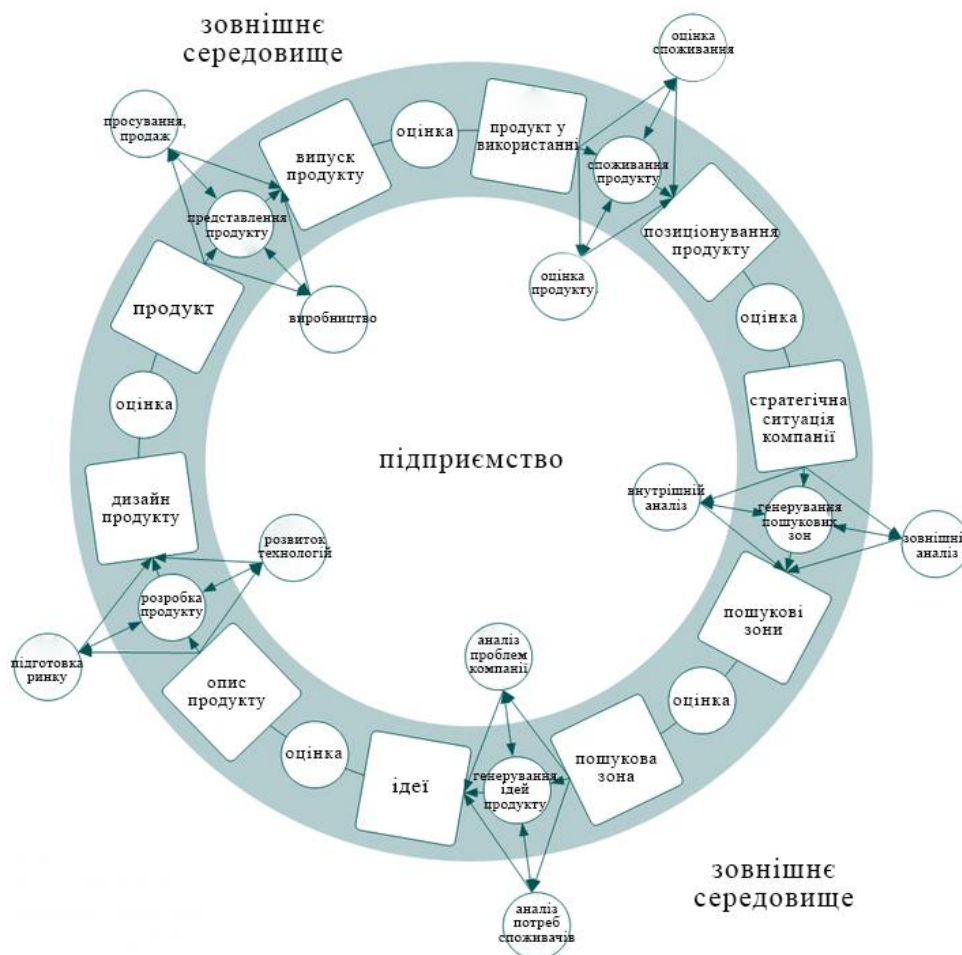 зовнішнє
середовище
оцінка
споживання
просування,
продаж
випуск
продукту
оцінка
продукт у
використанні
споживання
продукту
представлення
продукту
позиціонування
продукту
оцінка
продукту
продукт
виробництво
оцінка
оцінка
стратегічна
ситуація
компанії
підприємство
дизайн
продукту
внутрішній
аналіз
генерування
пошукових
зон
зовнішній
аналіз
розвиток
технологій
розробка
продукту
пошукові
зони
підготовка
ринку
опис
продукту
аналіз
проблем
компанії
оцінка
оцінка
ідеї
генерування
ідей
продукту
пошукова
зона
зовнішнє
середовище
аналіз
потреб
споживачів